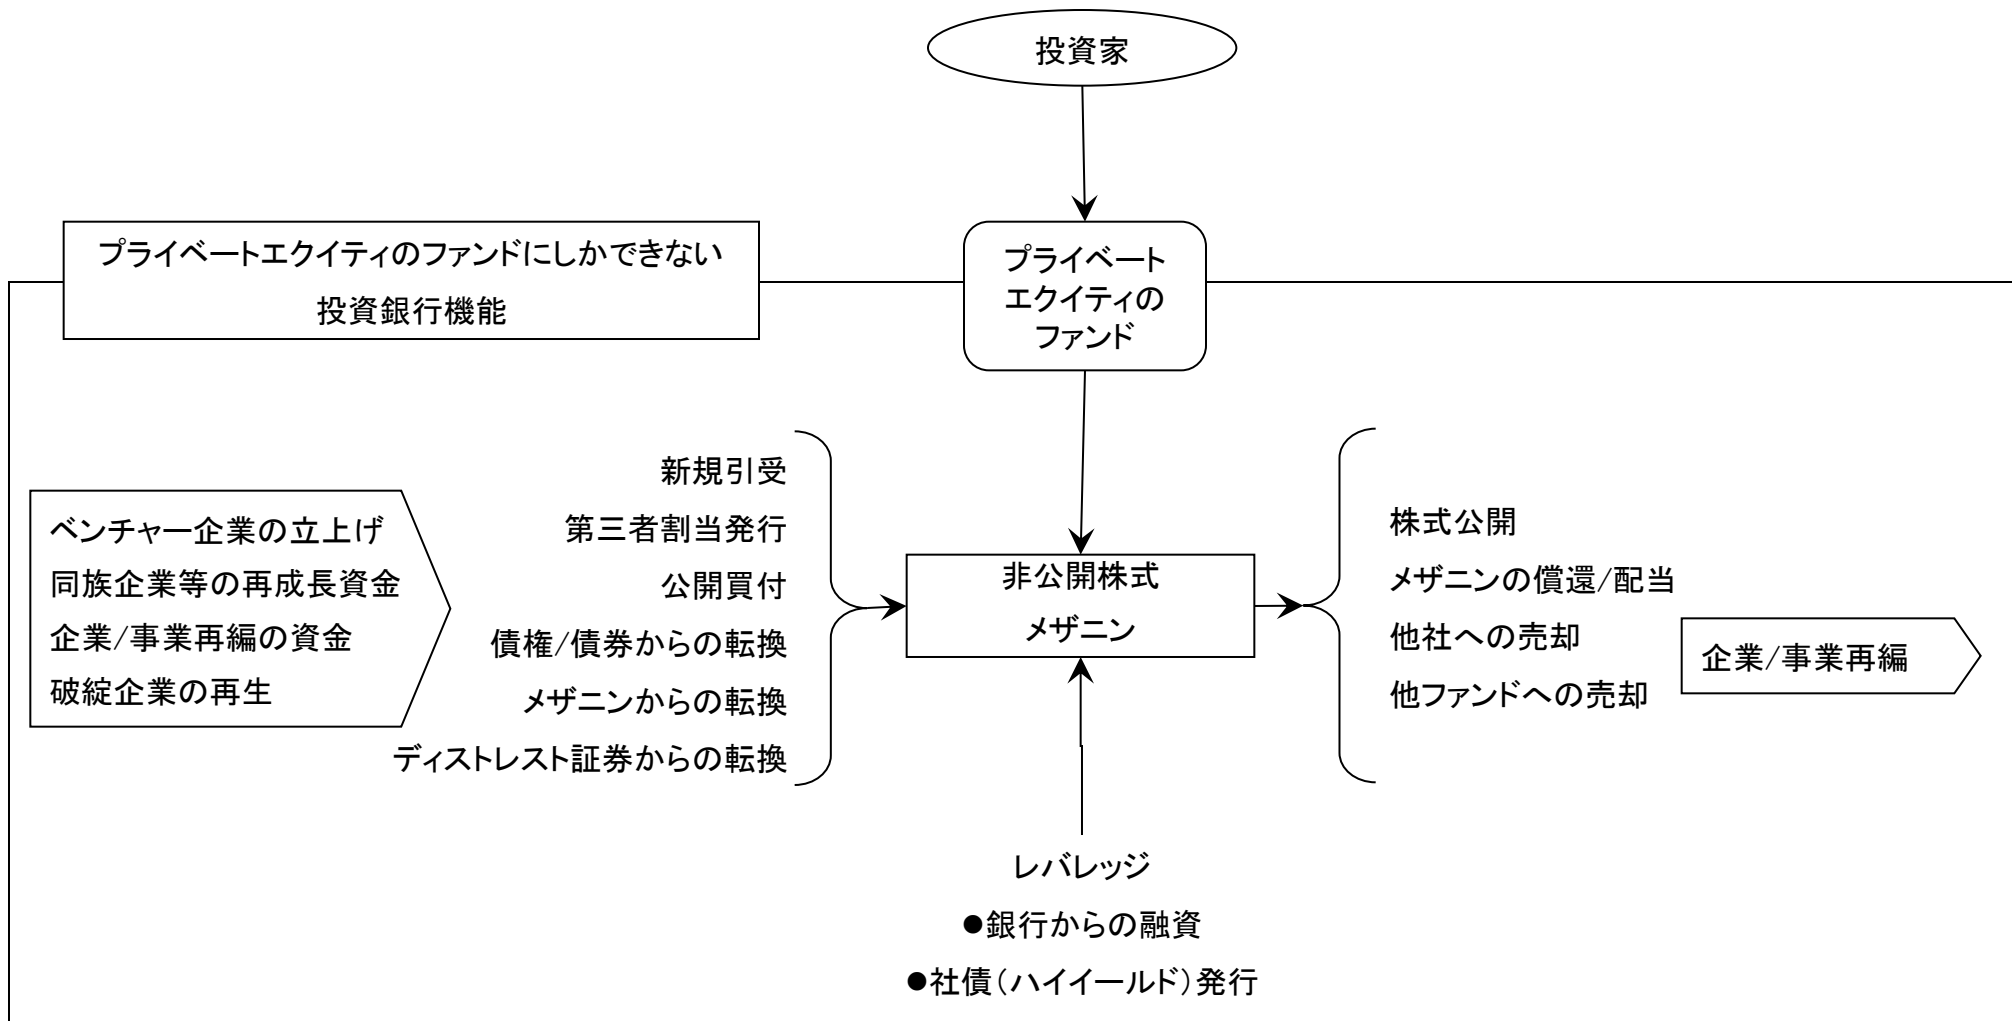 投資家
プライベートエクイティのファンドにしかできない
投資銀行機能
プライベート
エクイティの
ファンド
ベンチャー企業の立上げ
同族企業等の再成長資金
企業/事業再編の資金
破綻企業の再生
新規引受
第三者割当発行
公開買付
債権/債券からの転換
メザニンからの転換
ディストレスト証券からの転換
非公開株式
メザニン
株式公開
メザニンの償還/配当
他社への売却
他ファンドへの売却
企業/事業再編
レバレッジ
●銀行からの融資
●社債（ハイイールド）発行